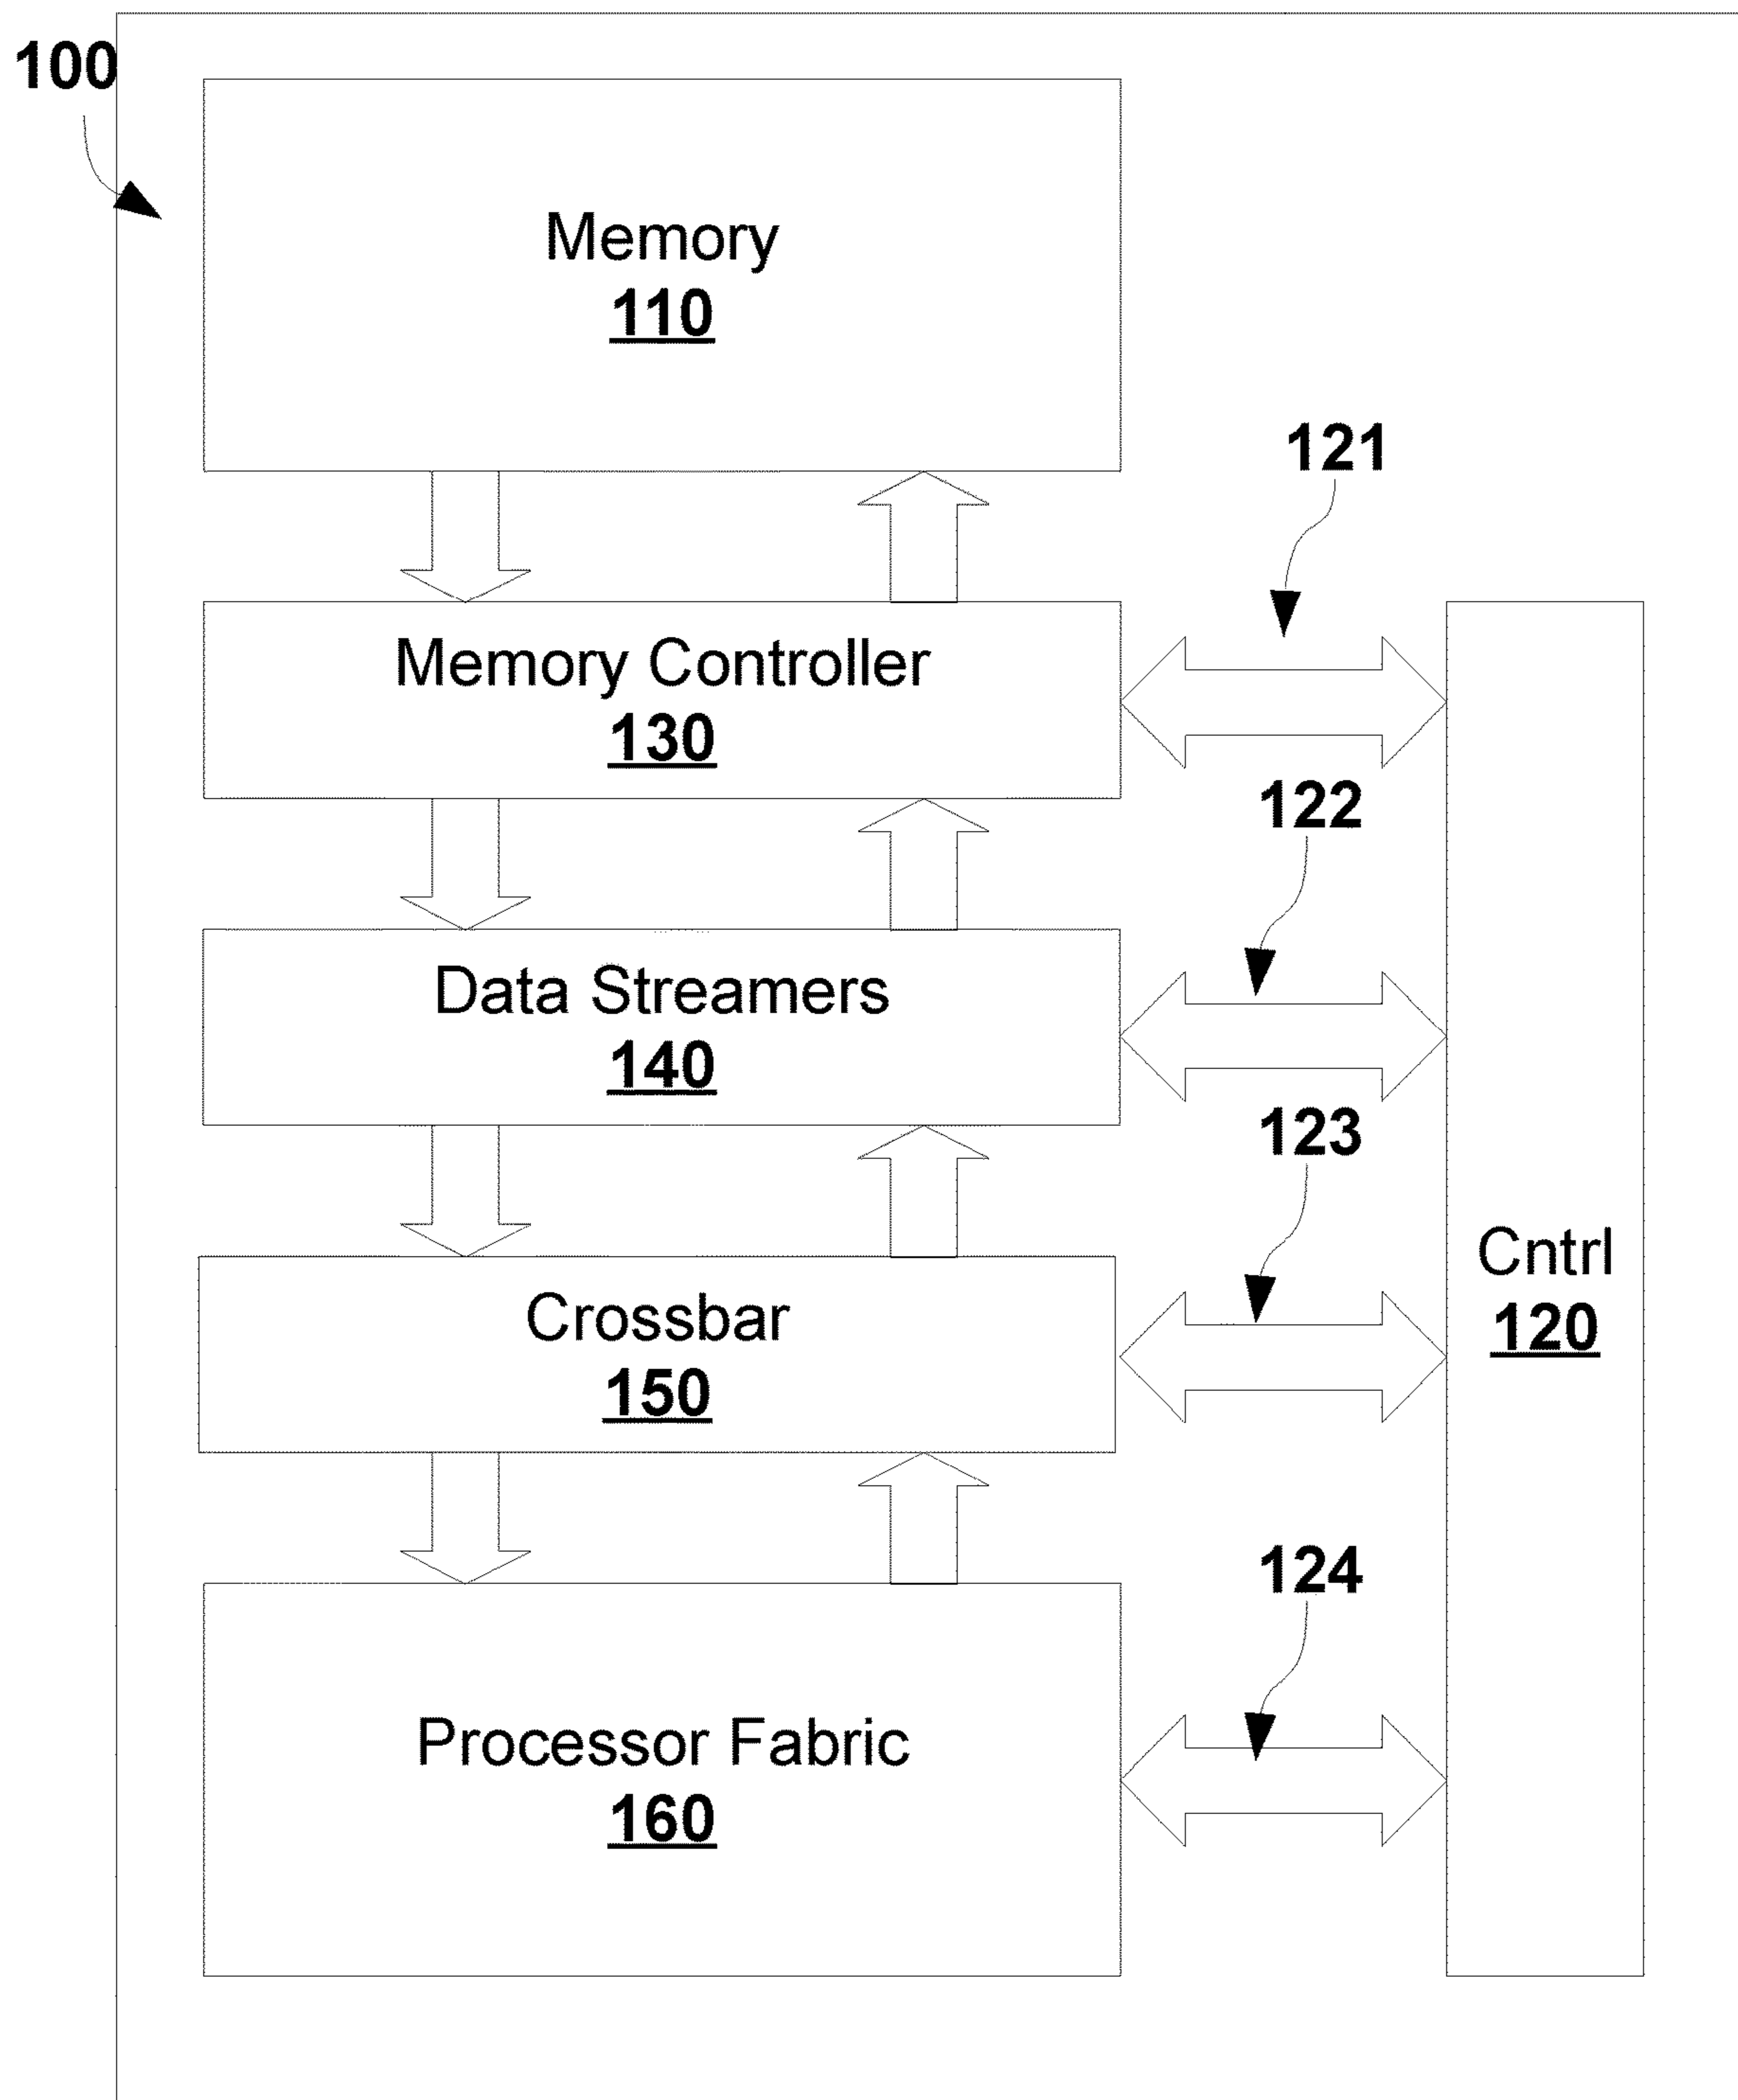 100
Memory
110
121
Memory Controller
130
122
Data Streamers
140
123
Cntrl
120
Crossbar
150
124
Processor Fabric
160